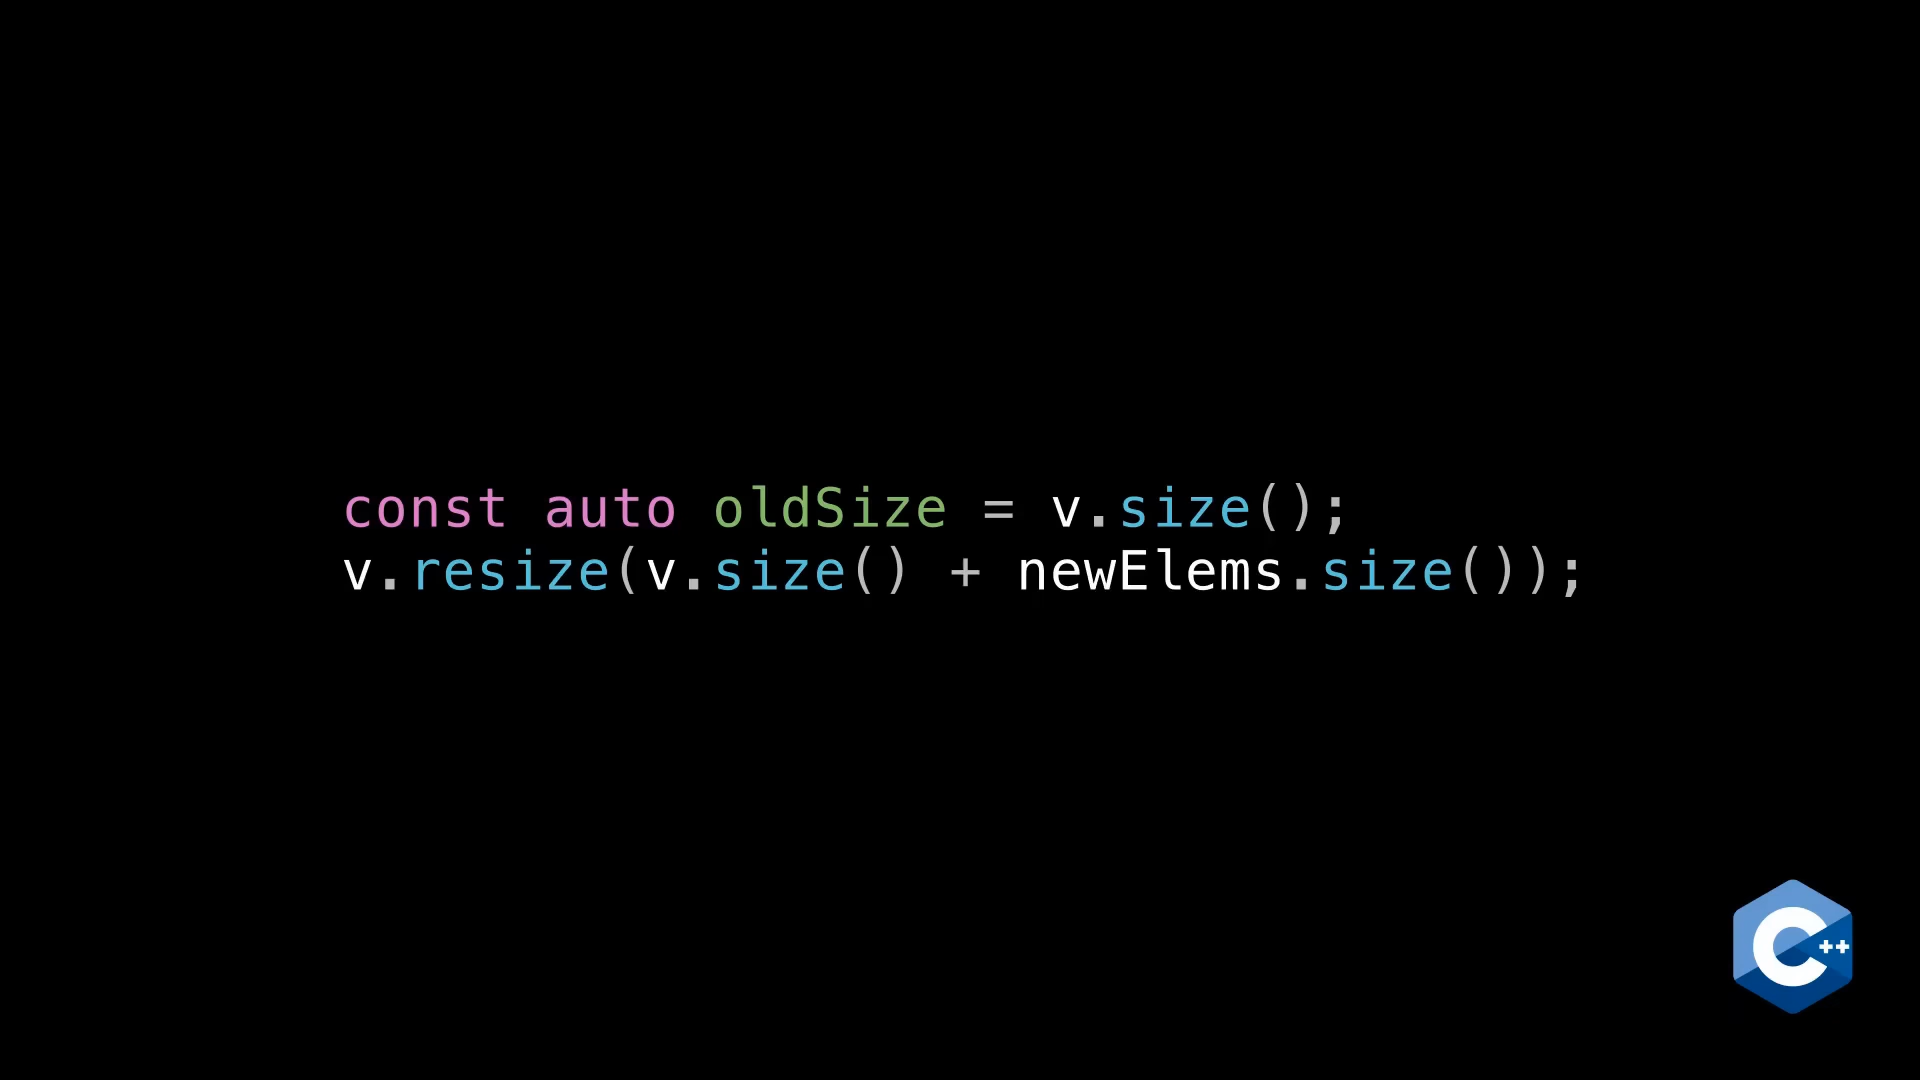 const auto oldSize = v.size();
v.resize(v.size() + newElems.size());
C++